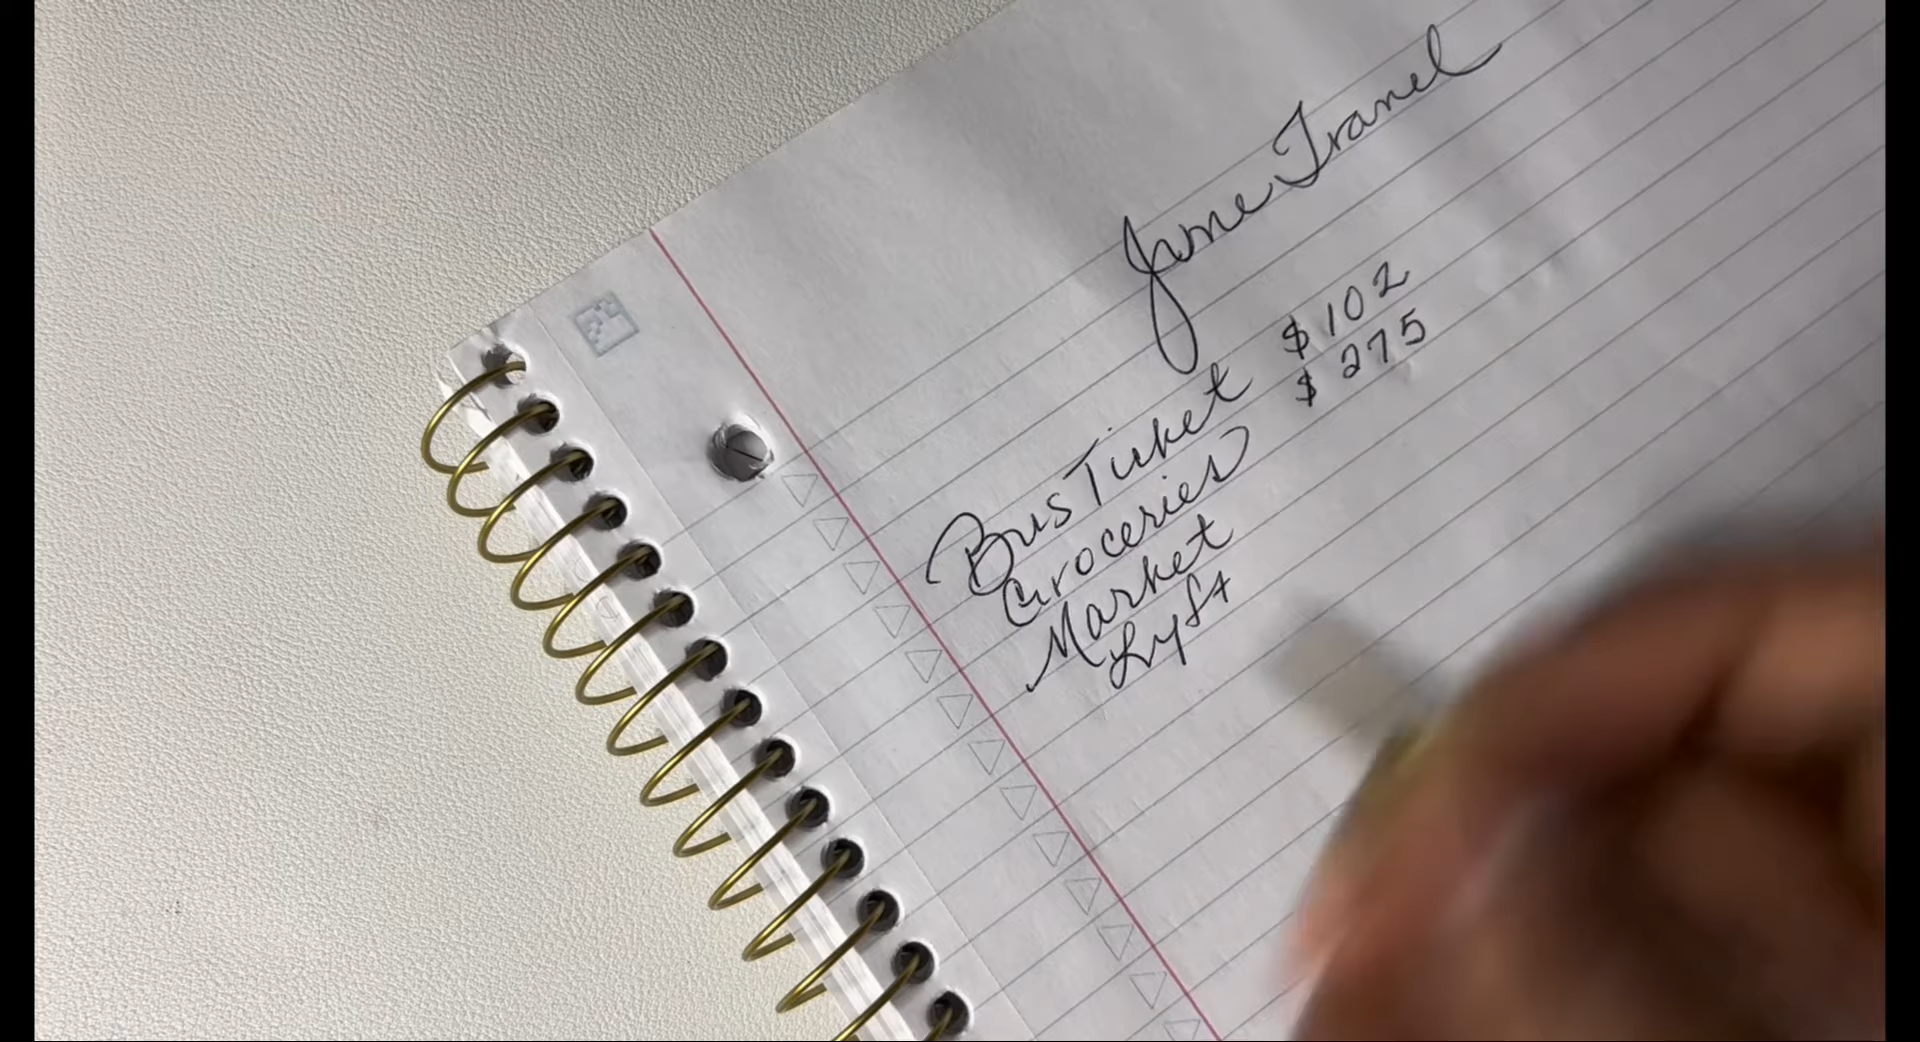 June Travel
Bus Ticket $102
Groceries $275
Market
Lyft